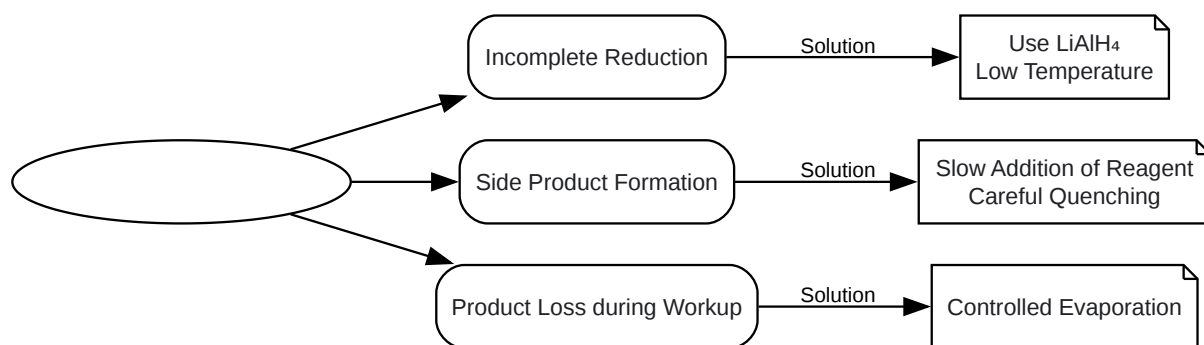 Incomplete Reduction
Solution
Use LiAlH₄
Low Temperature
Side Product Formation
Solution
Slow Addition of Reagent
Careful Quenching
Product Loss during Workup
Solution
Controlled Evaporation